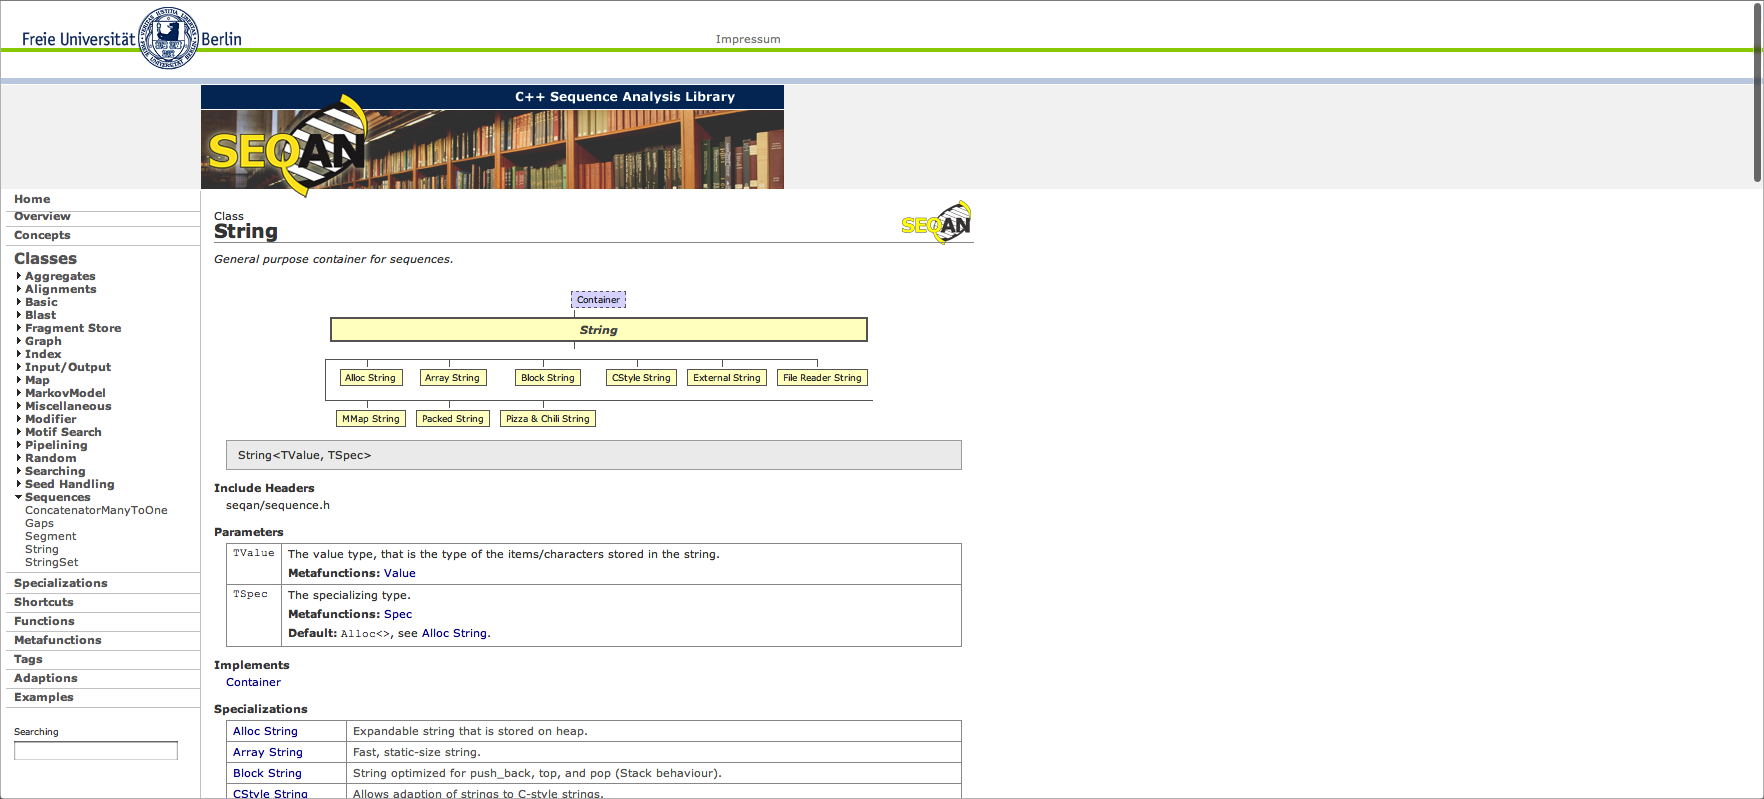 Freie Universität Berlin
Impressum
C++ Sequence Analysis Library
SEQAN
Home
Overview
Concepts
Classes
Aggregates
Alignments
Basic
Blast
Fragment Store
Graph
Index
Input/Output
Map
MarkovModel
Miscellaneous
Modifier
Motif Search
Pipelining
Random
Searching
Seed Handling
Sequences
ConcatenatorManyToOne
Gaps
Segment
String
StringSet
Specializations
Shortcuts
Functions
Metafunctions
Tags
Adaptions
Examples
Searching
Class
String
SEQAN
General purpose container for sequences.
Container
String
Alloc String Array String Block String CStyle String External String File Reader String
MMap String Packed String Pizza & Chili String
String<TValue, TSpec>
Include Headers
seqan/sequence.h
Parameters
TValue The value type, that is the type of the items/characters stored in the string.
Metafunctions: Value
TSpec The specializing type.
Metafunctions: Spec
Default: Alloc<>, see Alloc String.
Implements
Container
Specializations
Alloc String Expandable string that is stored on heap.
Array String Fast, static-size string.
Block String String optimized for push_back, top, and pop (Stack behaviour).
CStyle String Allows adaption of strings to C-style strings.